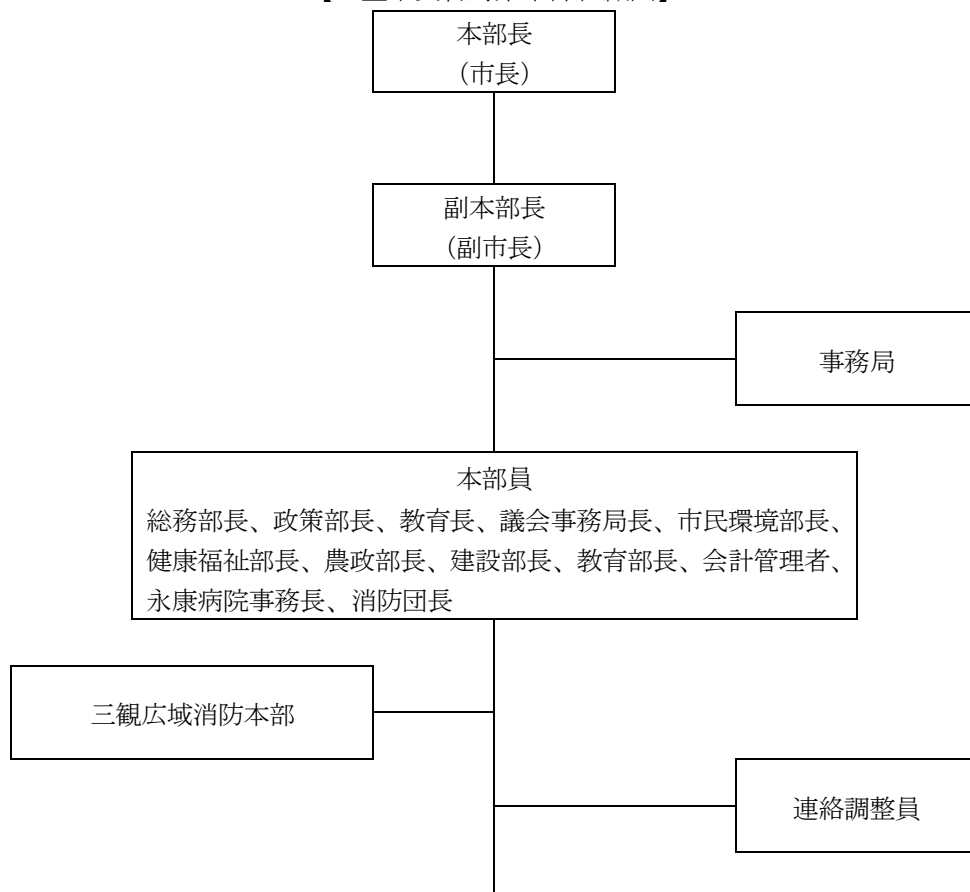 本部長
（市長）
副本部長
（副市長）
事務局
本部員
総務部長、政策部長、教育長、議会事務局長、市民環境部長、
健康福祉部長、農政部長、建設部長、教育部長、会計管理者、
永康病院事務長、消防団長
三観広域消防本部
連絡調整員